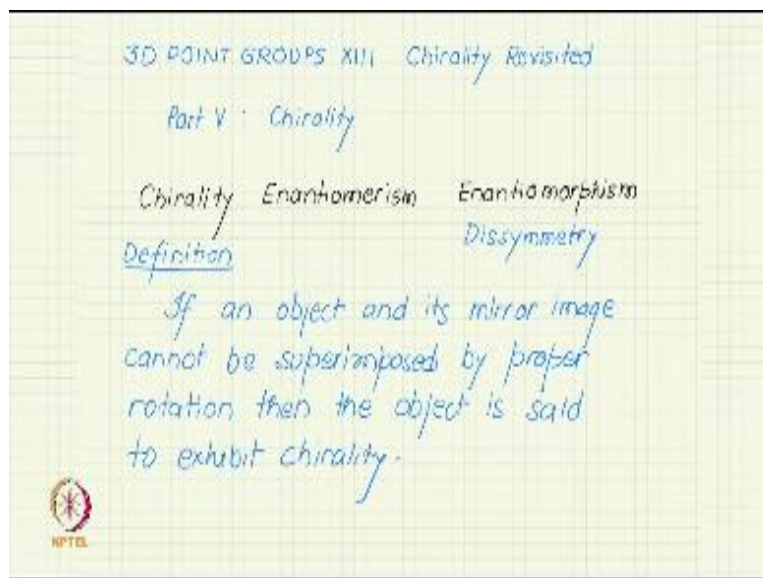 3D POINT GROUPS XIII Chirality Revisited
Part V : Chirality
Chirality Enantiomerism Enantiomorphism
Dissymmetry
Definition
If an object and its mirror image
cannot be superimposed by proper
rotation then the object is said
to exhibit chirality.
NPTEL